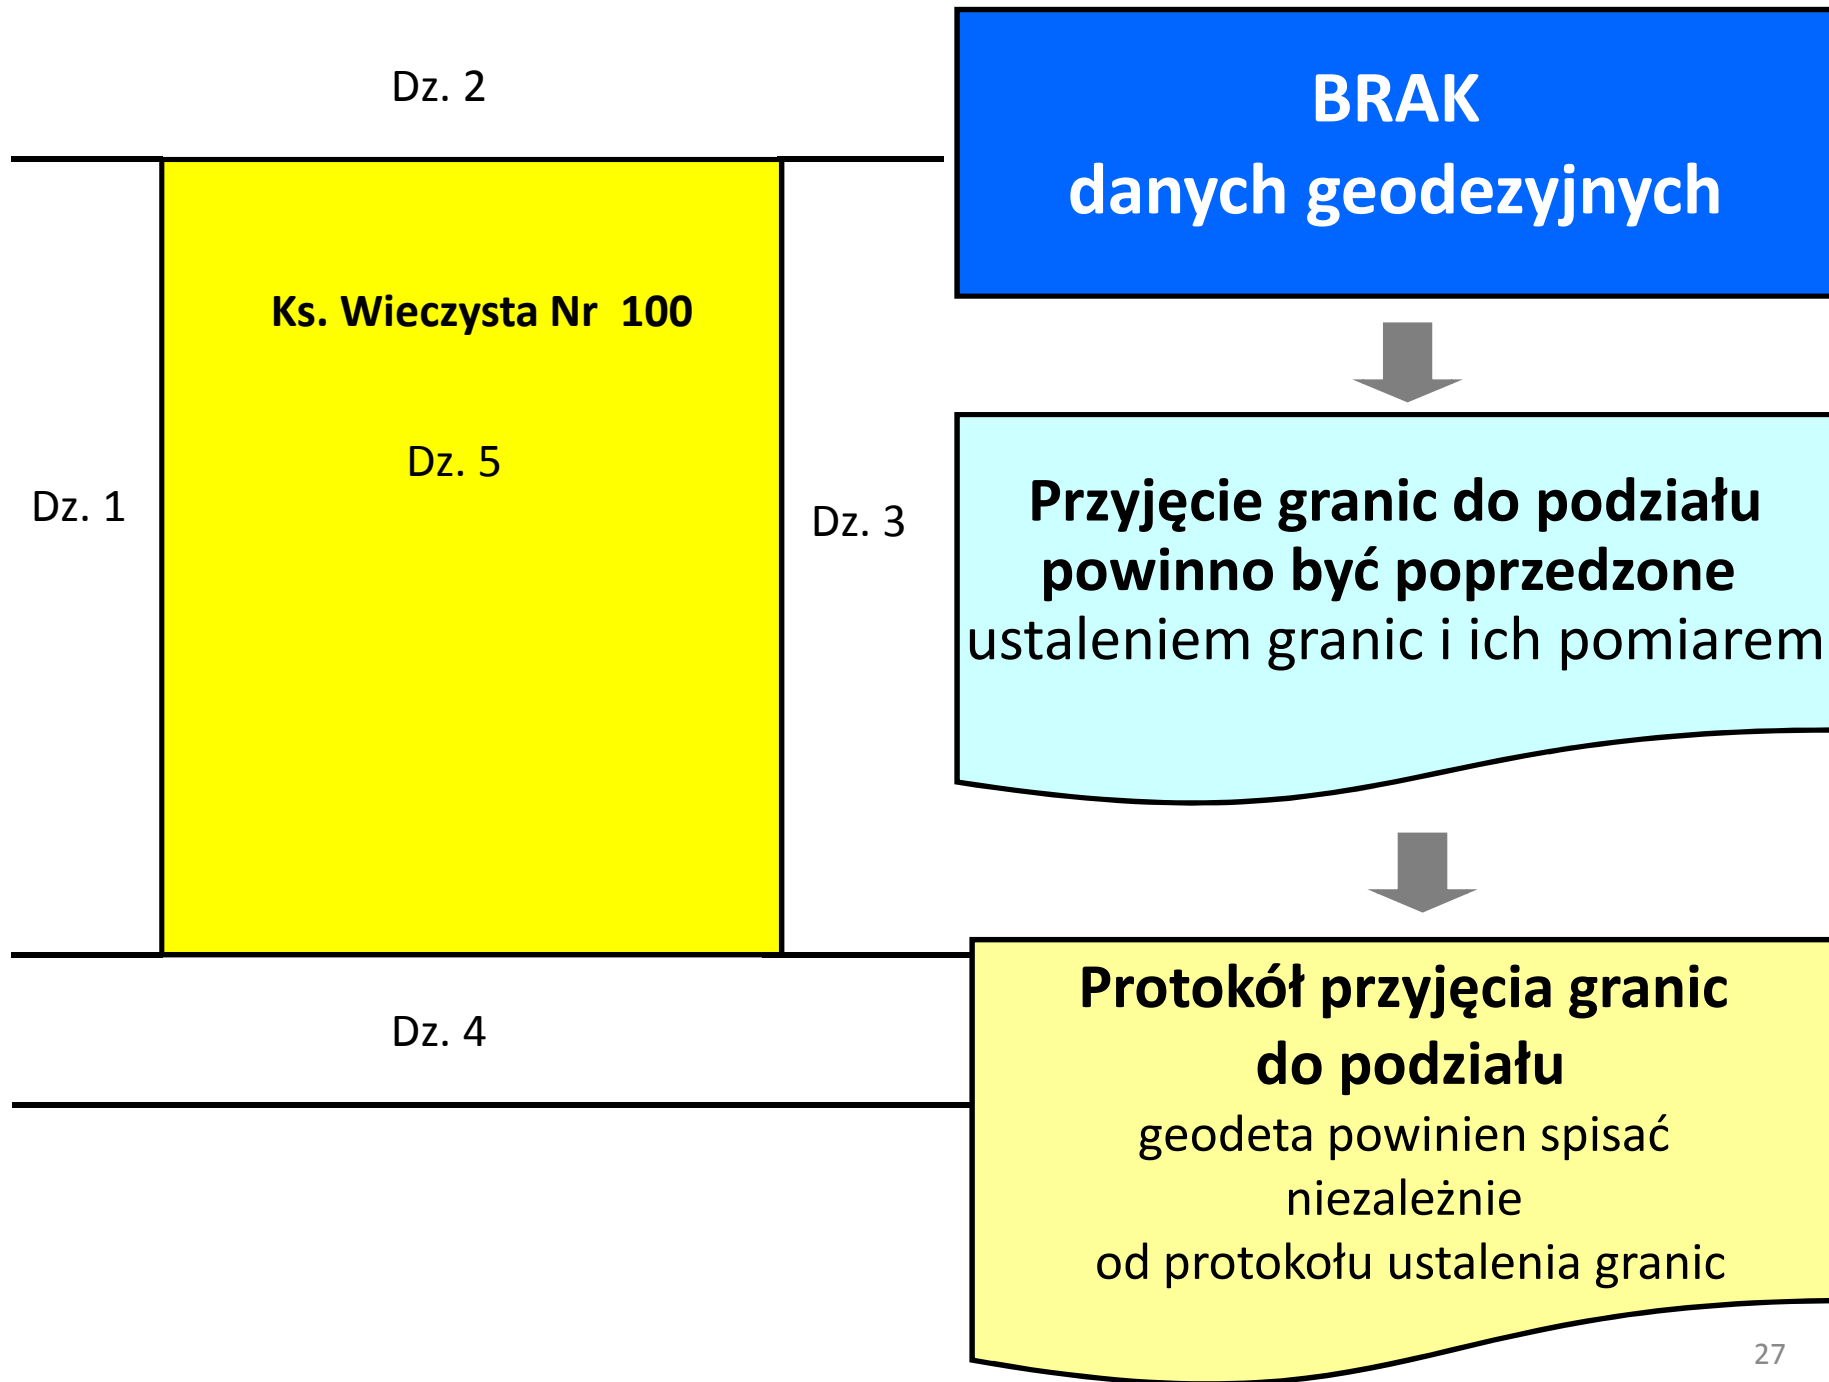 Dz. 2
Ks. Wieczysta Nr  100
Dz. 5
Dz. 1
Dz. 3
Dz. 4
BRAK
danych geodezyjnych
Przyjęcie granic do podziału
powinno być poprzedzone
ustaleniem granic i ich pomiarem
Protokół przyjęcia granic
do podziału
geodeta powinien spisać
niezależnie
od protokołu ustalenia granic
27